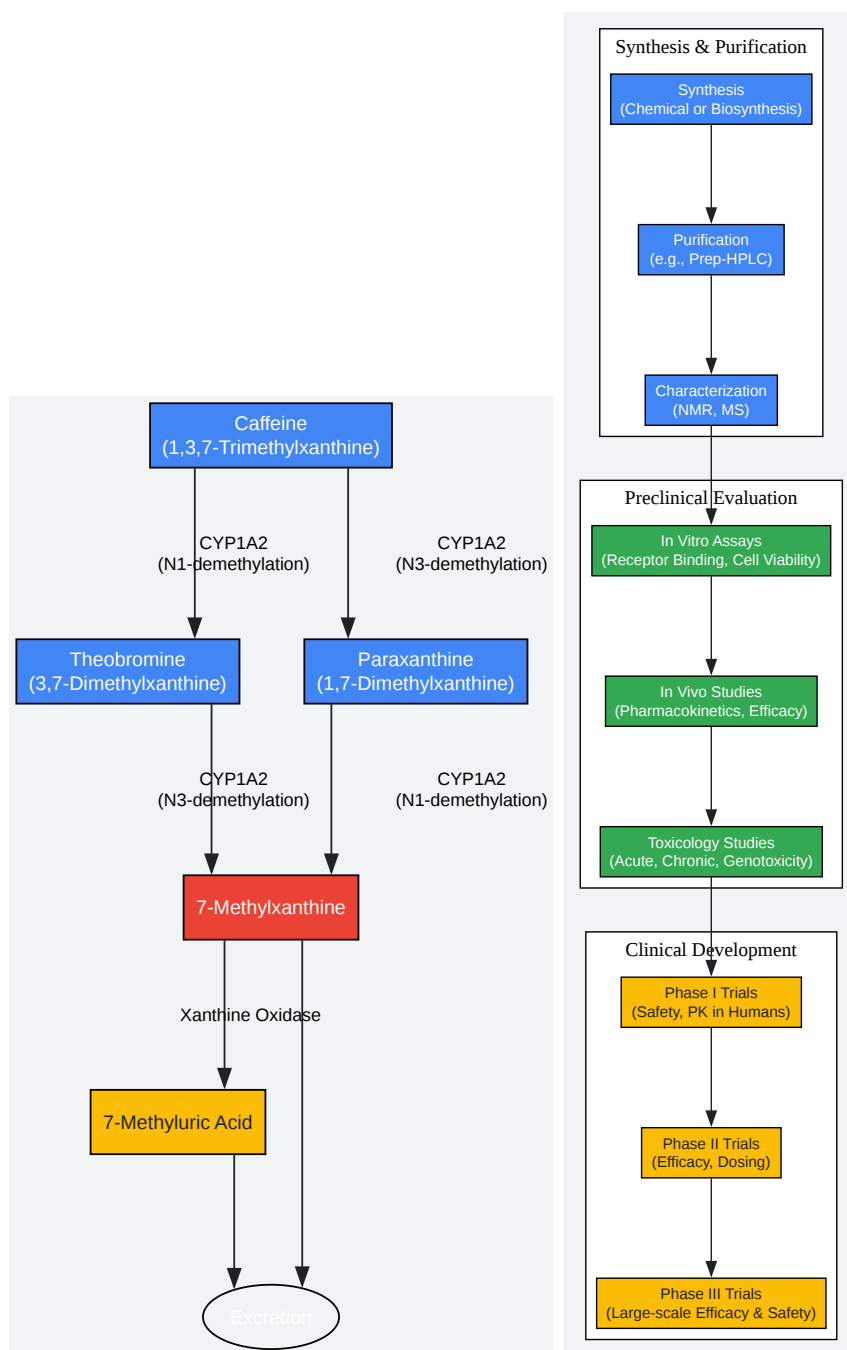 Caffeine
(1,3,7-Trimethylxanthine)
CYP1A2
(N1-demethylation)
CYP1A2
(N3-demethylation)
Theobromine
(3,7-Dimethylxanthine)
Paraxanthine
(1,7-Dimethylxanthine)
CYP1A2
(N3-demethylation)
CYP1A2
(N1-demethylation)
7-Methylxanthine
Xanthine Oxidase
7-Methyluric Acid
Excretion
Synthesis & Purification
Synthesis
(Chemical or Biosynthesis)
Purification
(e.g., Prep-HPLC)
Characterization
(NMR, MS)
Preclinical Evaluation
In Vitro Assays
(Receptor Binding, Cell Viability)
In Vivo Studies
(Pharmacokinetics, Efficacy)
Toxicology Studies
(Acute, Chronic, Genotoxicity)
Clinical Development
Phase I Trials
(Safety, PK in Humans)
Phase II Trials
(Efficacy, Dosing)
Phase III Trials
(Large-scale Efficacy & Safety)